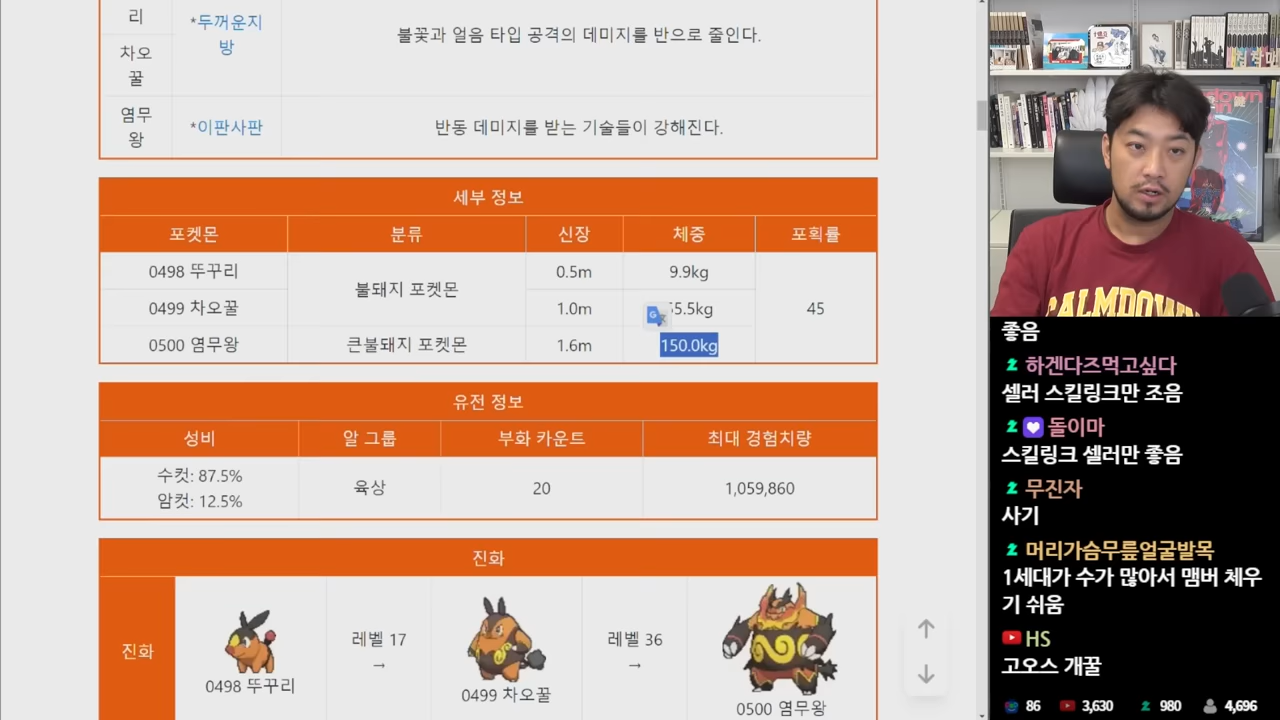 리
*두꺼운지
방
불꽃과 얼음 타입 공격의 데미지를 반으로 줄인다.
차오
꿀
염무
왕
*이판사판
반동 데미지를 받는 기술들이 강해진다.
세부 정보
포켓몬 분류 신장 체중 포획률
0498 뚜꾸리 불돼지 포켓몬 0.5m 9.9kg 45
0499 차오꿀 1.0m 5.5kg
0500 염무왕 큰불돼지 포켓몬 1.6m 150.0kg
유전 정보
성비 알 그룹 부화 카운트 최대 경험치량
수컷: 87.5%
암컷: 12.5%
육상 20 1,059,860
진화
진화
레벨 17
→
레벨 36
→
0498 뚜꾸리
0499 차오꿀
0500 염무왕
CALMDOWN
좋음
하겐다즈먹고싶다
셀러 스킬링크만 조음
돌이마
스킬링크 셀러만 좋음
무진자
사기
머리가슴무릎얼굴발목
1세대가 수가 많아서 맴버 채우
기 쉬움
HS
고오스 개꿀
86 3,630 980 4,696